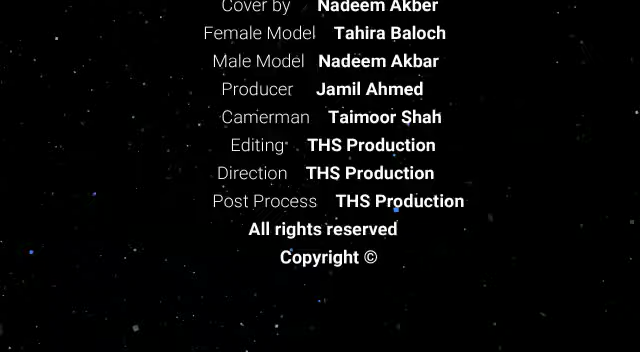 Cover by Nadeem Akber
Female Model Tahira Baloch
Male Model Nadeem Akbar
Producer Jamil Ahmed
Camerman Taimoor Shah
Editing THS Production
Direction THS Production
Post Process THS Production
All rights reserved
Copyright ©